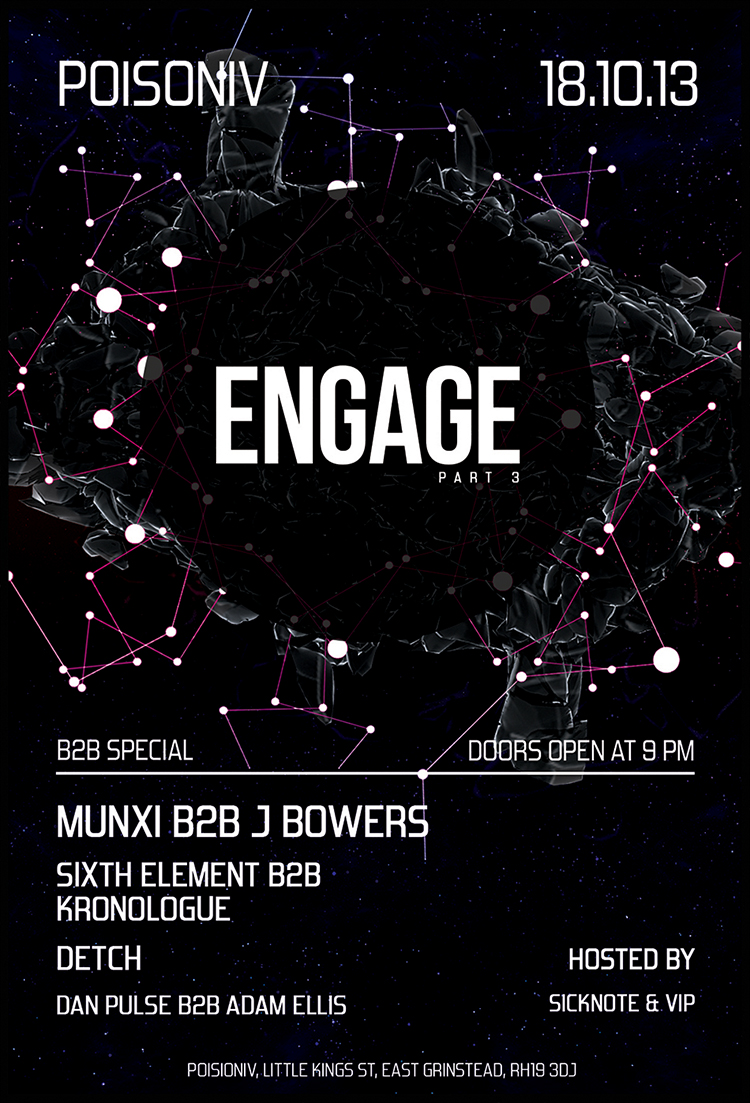 POISONIV
18.10.13
ENGAGE
PART 3
B2B SPECIAL
DOORS OPEN AT 9 PM
MUNXI B2B J BOWERS
SIXTH ELEMENT B2B
KRONOLOGUE
DETCH
DAN PULSE B2B ADAM ELLIS
HOSTED BY
SICKNOTE & VIP
POISIONIV, LITTLE KINGS ST, EAST GRINSTEAD, RH19 3DJ